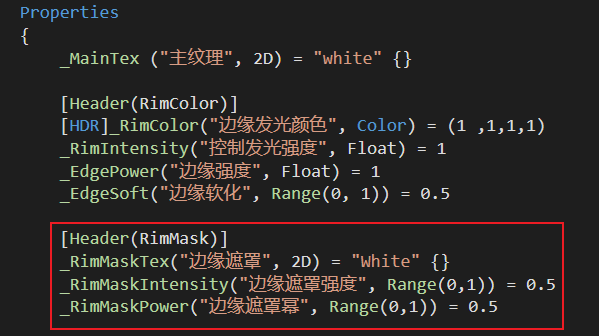 Properties
{
_MainTex ("主纹理", 2D) = "white" {}
[Header(RimColor)]
[HDR]_RimColor("边缘发光颜色", Color) = (1 ,1,1,1)
_RimIntensity("控制发光强度", Float) = 1
_EdgePower("边缘强度", Float) = 1
_EdgeSoft("边缘软化", Range(0, 1)) = 0.5
[Header(RimMask)]
_RimMaskTex("边缘遮罩", 2D) = "White" {}
_RimMaskIntensity("边缘遮罩强度", Range(0,1)) = 0.5
_RimMaskPower("边缘遮罩幂", Range(0,1)) = 0.5